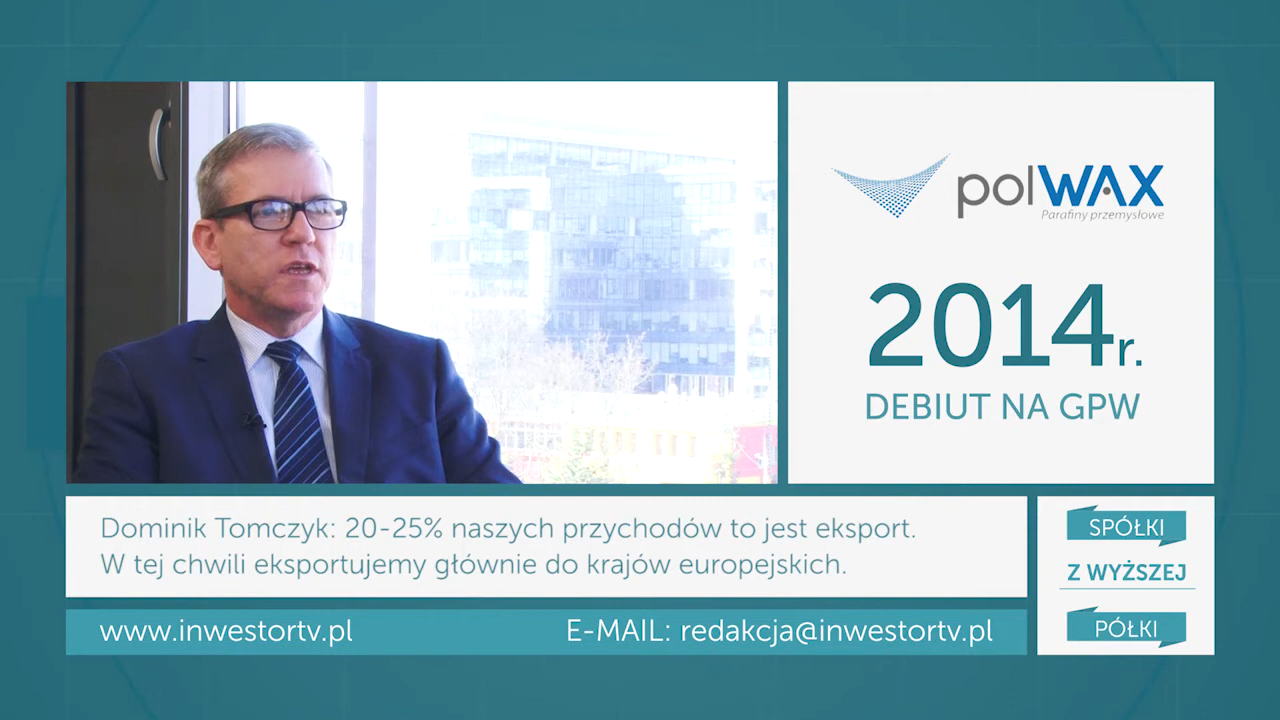 polWAX
Parafiny przemysłowe
2014r.
DEBIUT NA GPW
Dominik Tomczyk: 20-25% naszych przychodów to jest eksport.
W tej chwili eksportujemy głównie do krajów europejskich.
SPÓŁKI
Z WYŻSZEJ
PÓŁKI
www.inwestortv.pl
E-MAIL: redakcja@inwestortv.pl